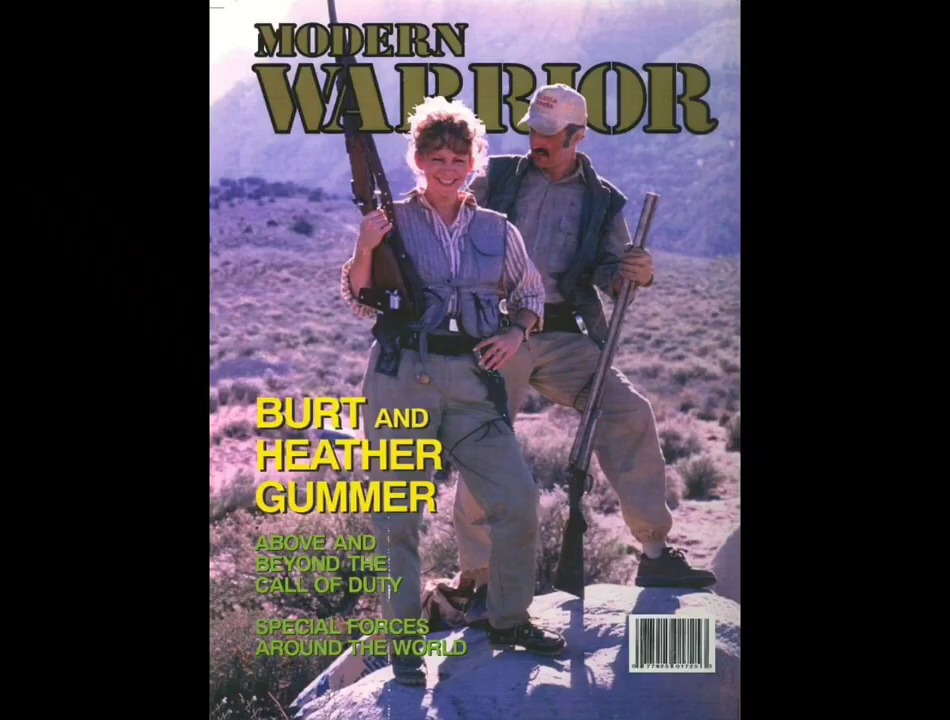 MODERN
WARRIOR
BURT AND
HEATHER
GUMMER
ABOVE AND
BEYOND THE
CALL OF DUTY
SPECIAL FORCES
AROUND THE WORLD